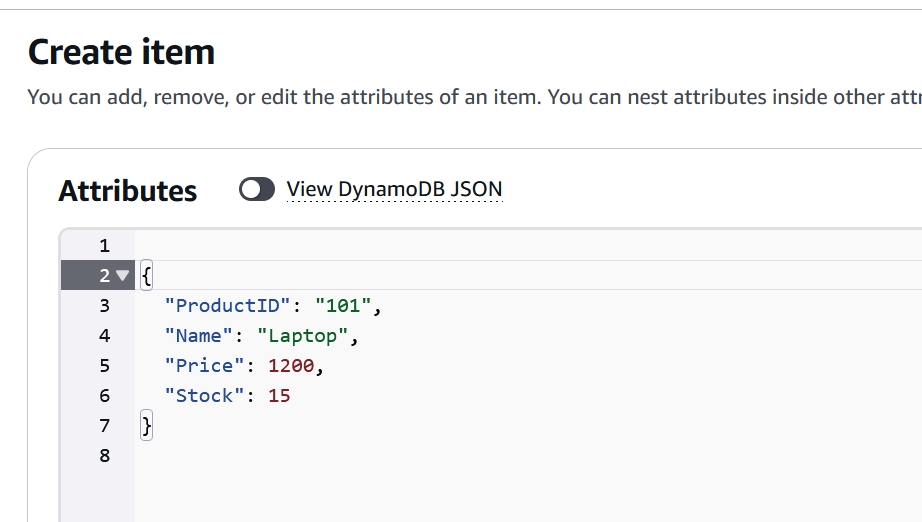 Create item
You can add, remove, or edit the attributes of an item. You can nest attributes inside other
Attributes View DynamoDB JSON
1
2 {
3 "ProductID": "101",
4 "Name": "Laptop",
5 "Price": 1200,
6 "Stock": 15
7 }
8